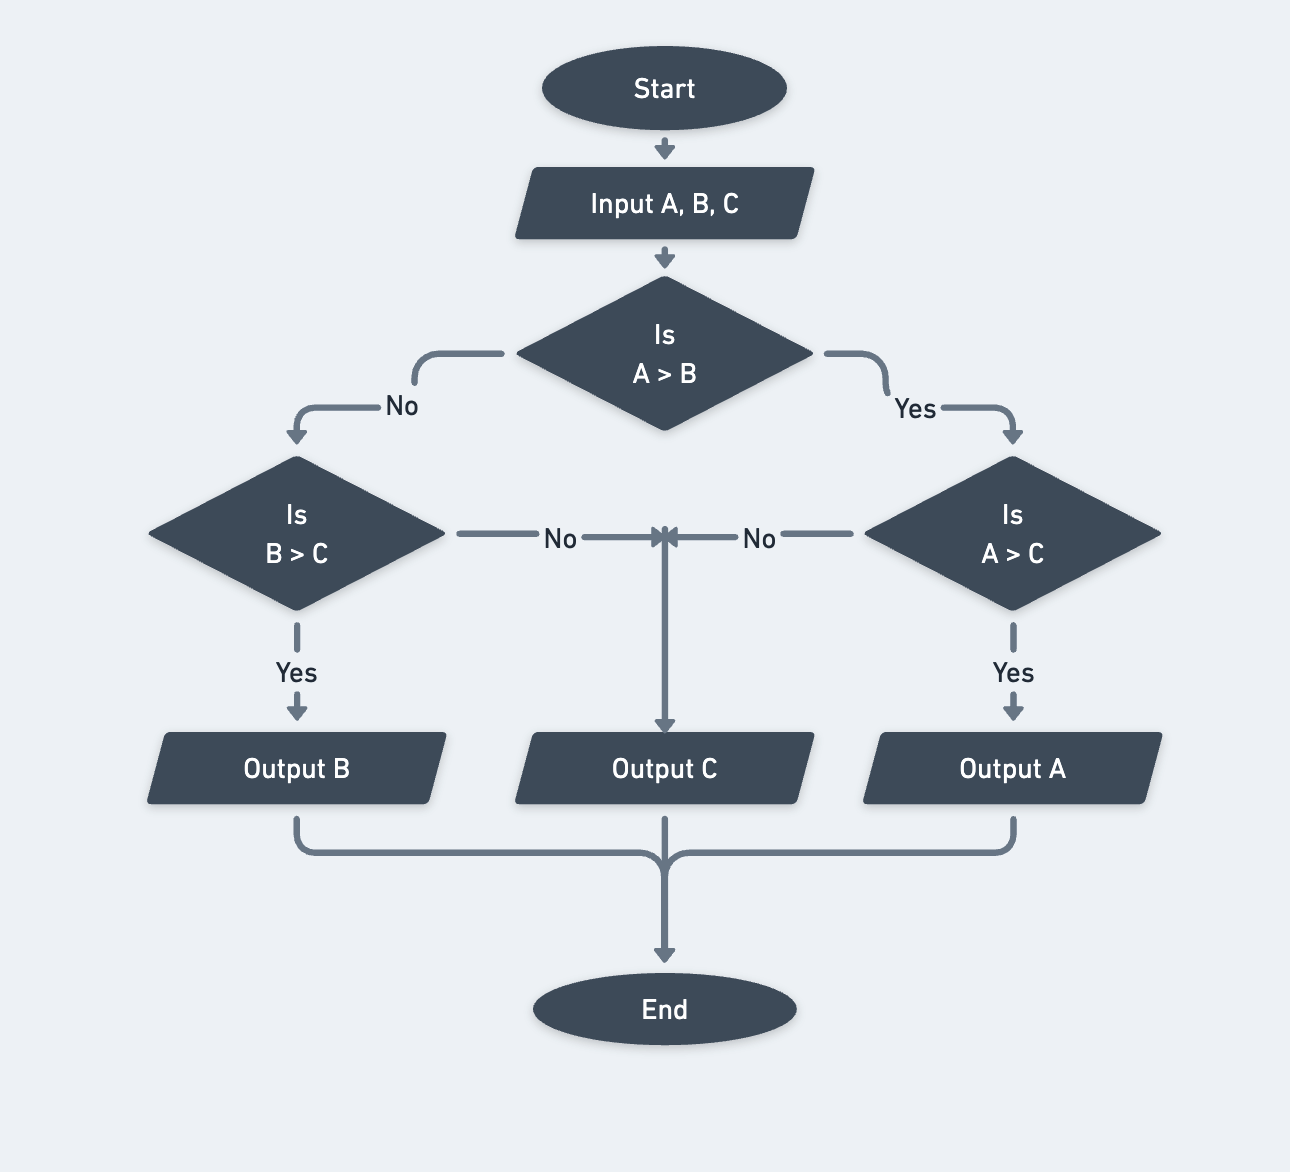 Start
Input A, B, C
Is
A > B
No
Yes
Is
B > C
No
No
Is
A > C
Yes
Yes
Output B
Output C
Output A
End